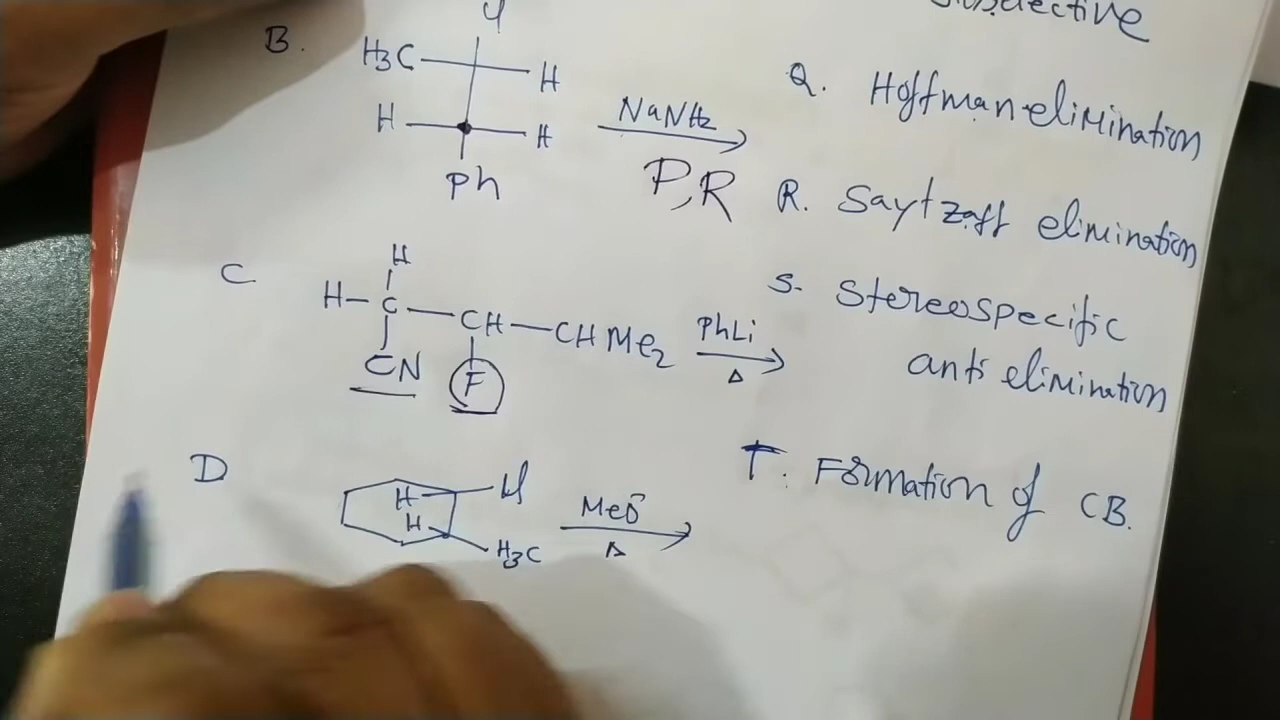 B.
H3C
H
H
H
Ph
NaNH2
P,R
Q. Hoffman elimination
R. Saytzaff elimination
C
H
H-C-CH-CHMe2
CN
F
PhLi
Δ
S. Stereospecific
anti elimination
D
H
H
H3C
MeO-
Δ
T. Formation of CB.